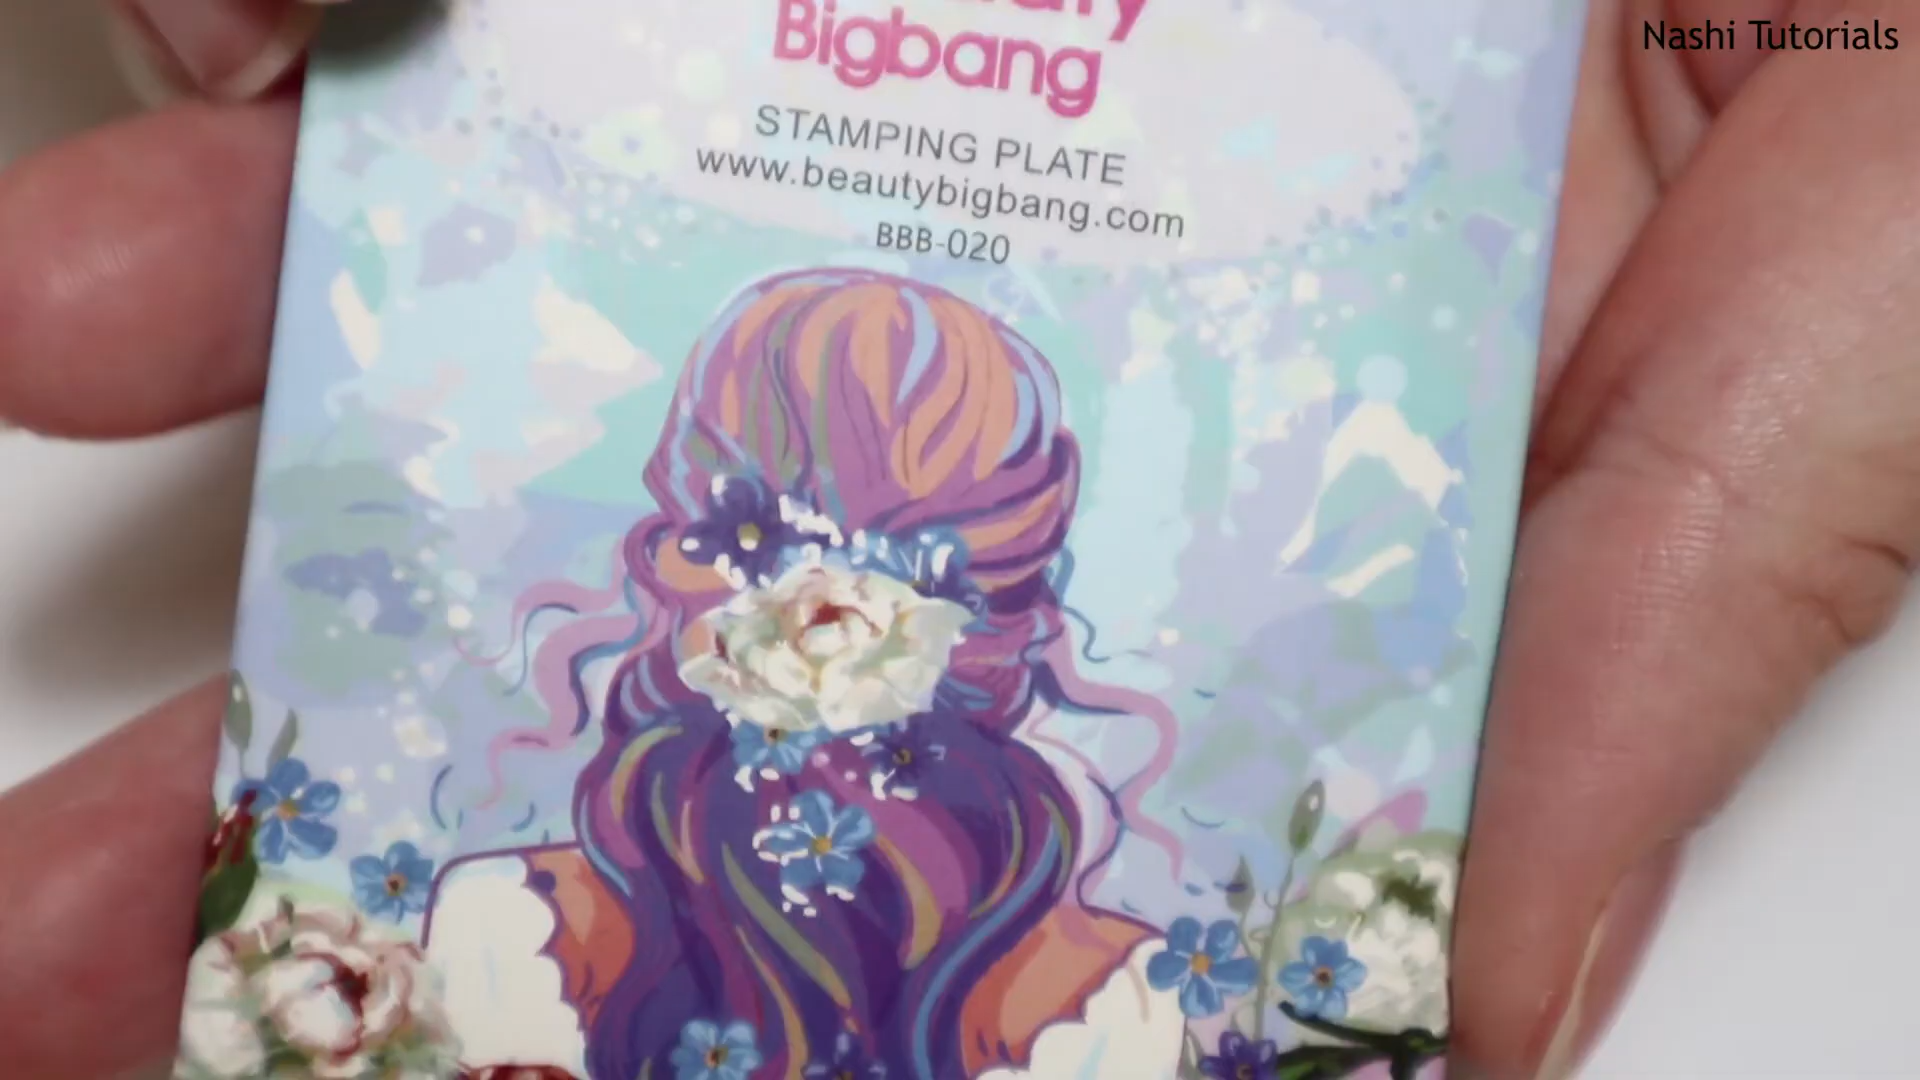 Nashi Tutorials
Bigbang
STAMPING PLATE
www.beautybigbang.com
BBB-020